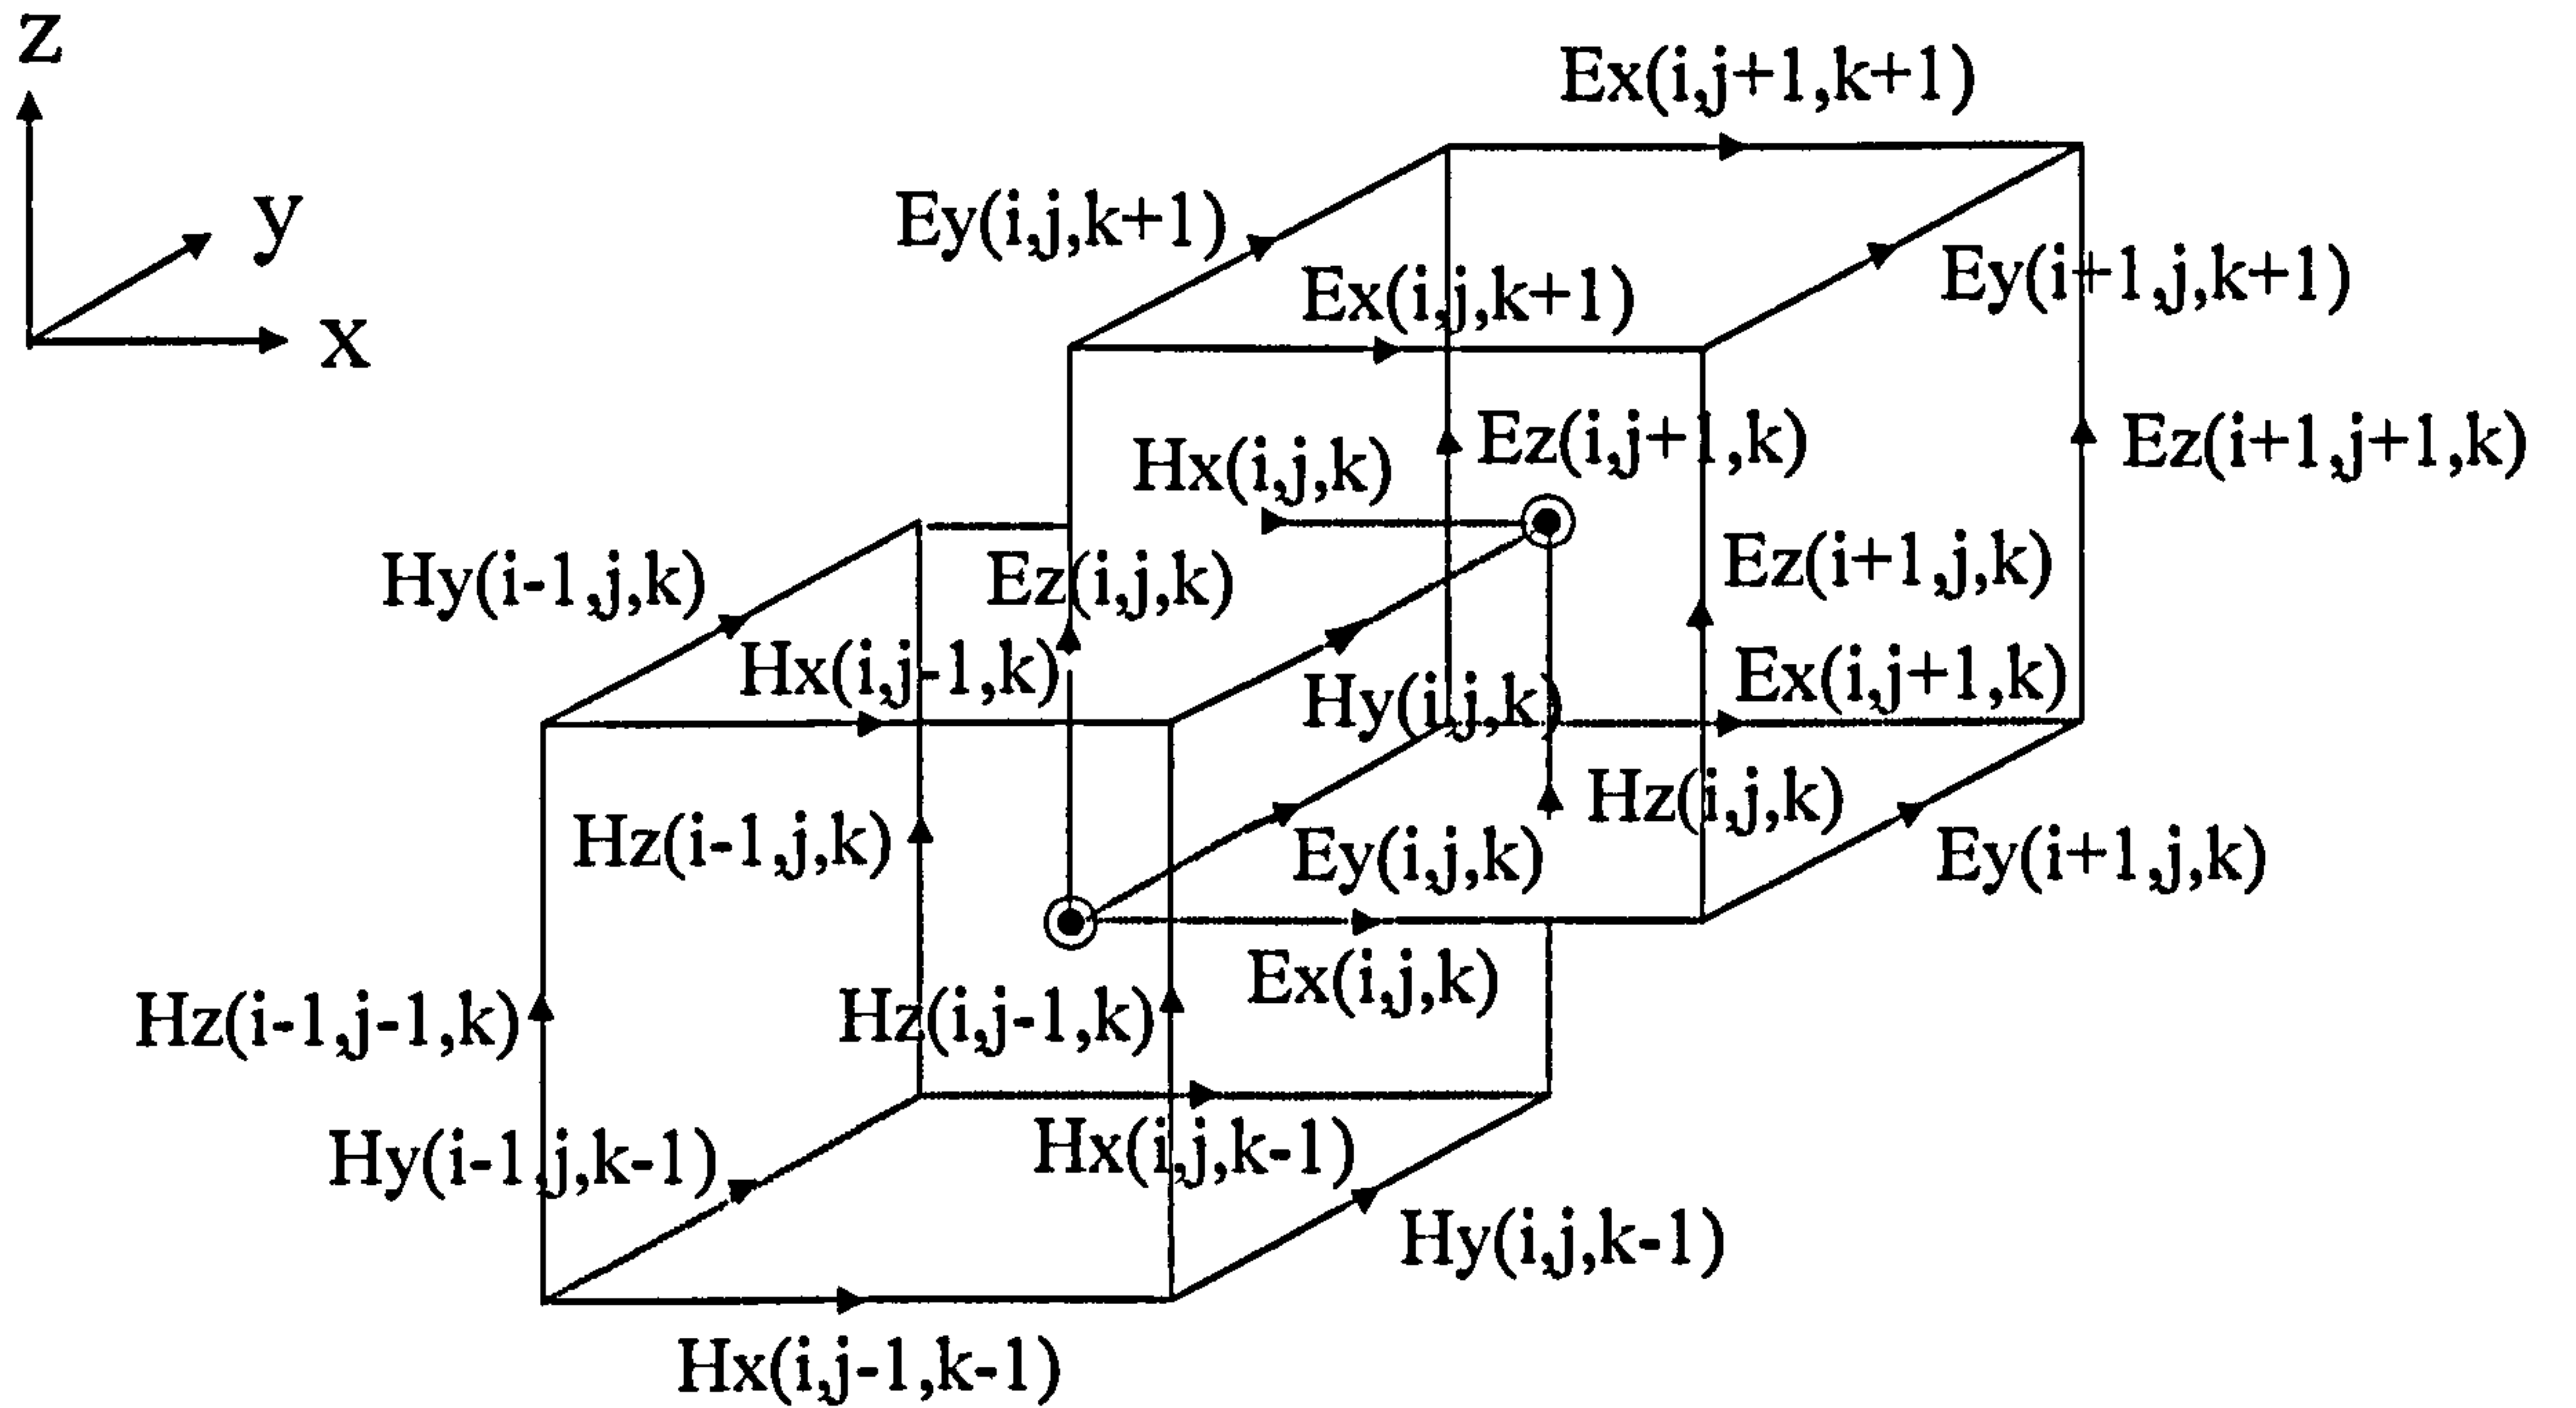 z
Ex(i,j+1,k+1)
y
Ey(i,j,k+1)
Ey(i+1,j,k+1)
Ex(i,j,k+1)
x
Ez(i,j+1,k)
Ez(i+1,j+1,k)
Hx(i,j,k)
Ez(i+1,j,k)
Hy(i-1,j,k)
Ez(i,j,k)
Hx(i,j-1,k)
Ex(i,j+1,k)
Hy(i,j,k)
Hz(i,j,k)
Hz(i-1,j,k)
Ey(i,j,k)
Ey(i+1,j,k)
Ex(i,j,k)
Hz(i-1,j-1,k)
Hz(i,j-1,k)
Hy(i-1,j,k-1)
Hx(i,j,k-1)
Hy(i,j,k-1)
Hx(i,j-1,k-1)